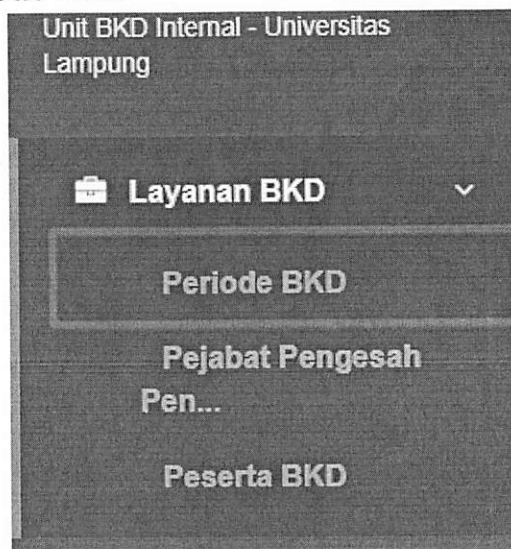 Unit BKD Internal - Universitas
Lampung
Layanan BKD
Periode BKD
Pejabat Pengesah
Pen...
Peserta BKD